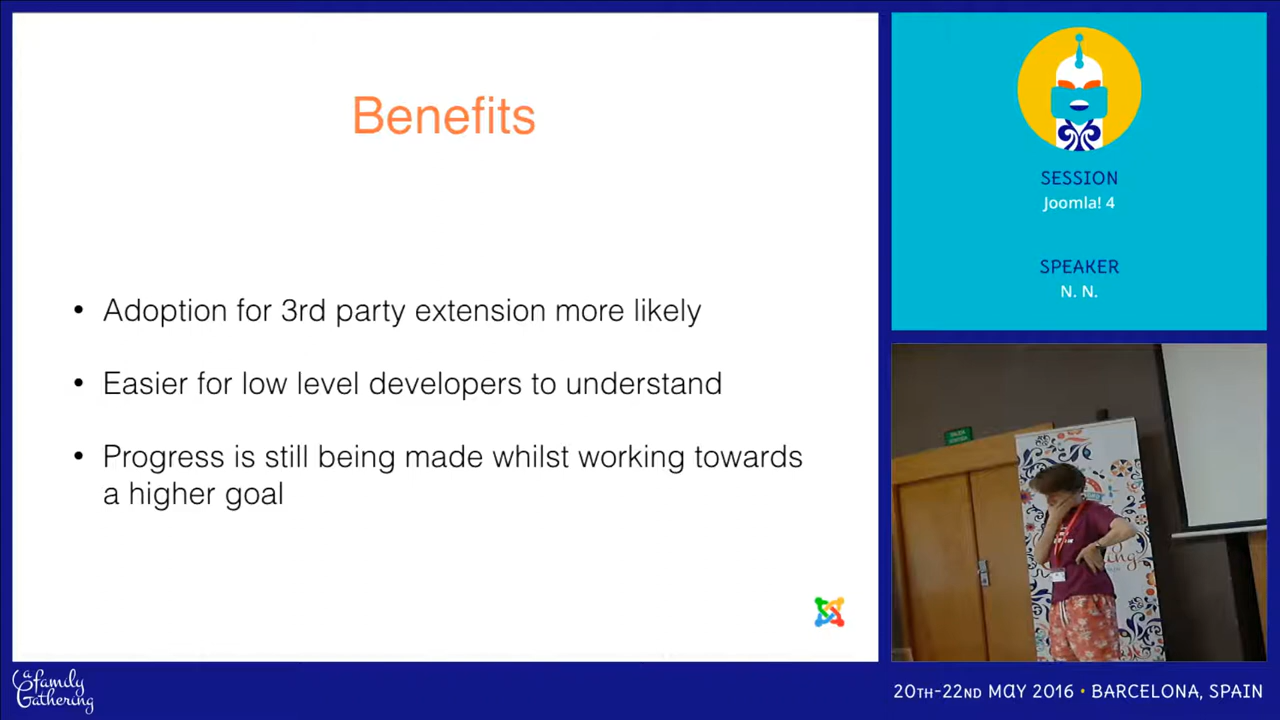 Benefits
• Adoption for 3rd party extension more likely
• Easier for low level developers to understand
• Progress is still being made whilst working towards
a higher goal
SESSION
Joomla! 4
SPEAKER
N. N.
a family
Gathering
20TH-22ND MAY 2016 • BARCELONA, SPAIN